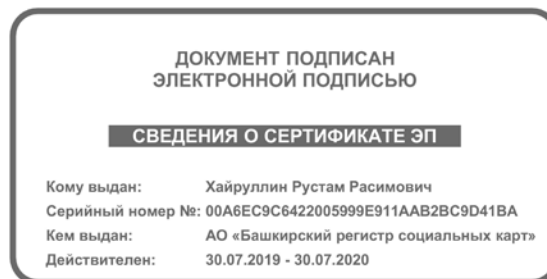 ДОКУМЕНТ ПОДПИСАН
ЭЛЕКТРОННОЙ ПОДПИСЬЮ
СВЕДЕНИЯ О СЕРТИФИКАТЕ ЭП
Кому выдан: Хайруллин Рустам Расимович
Серийный номер №: 00A6EC9C6422005999E911AAB2BC9D41BA
Кем выдан: АО «Башкирский регистр социальных карт»
Действителен: 30.07.2019 - 30.07.2020